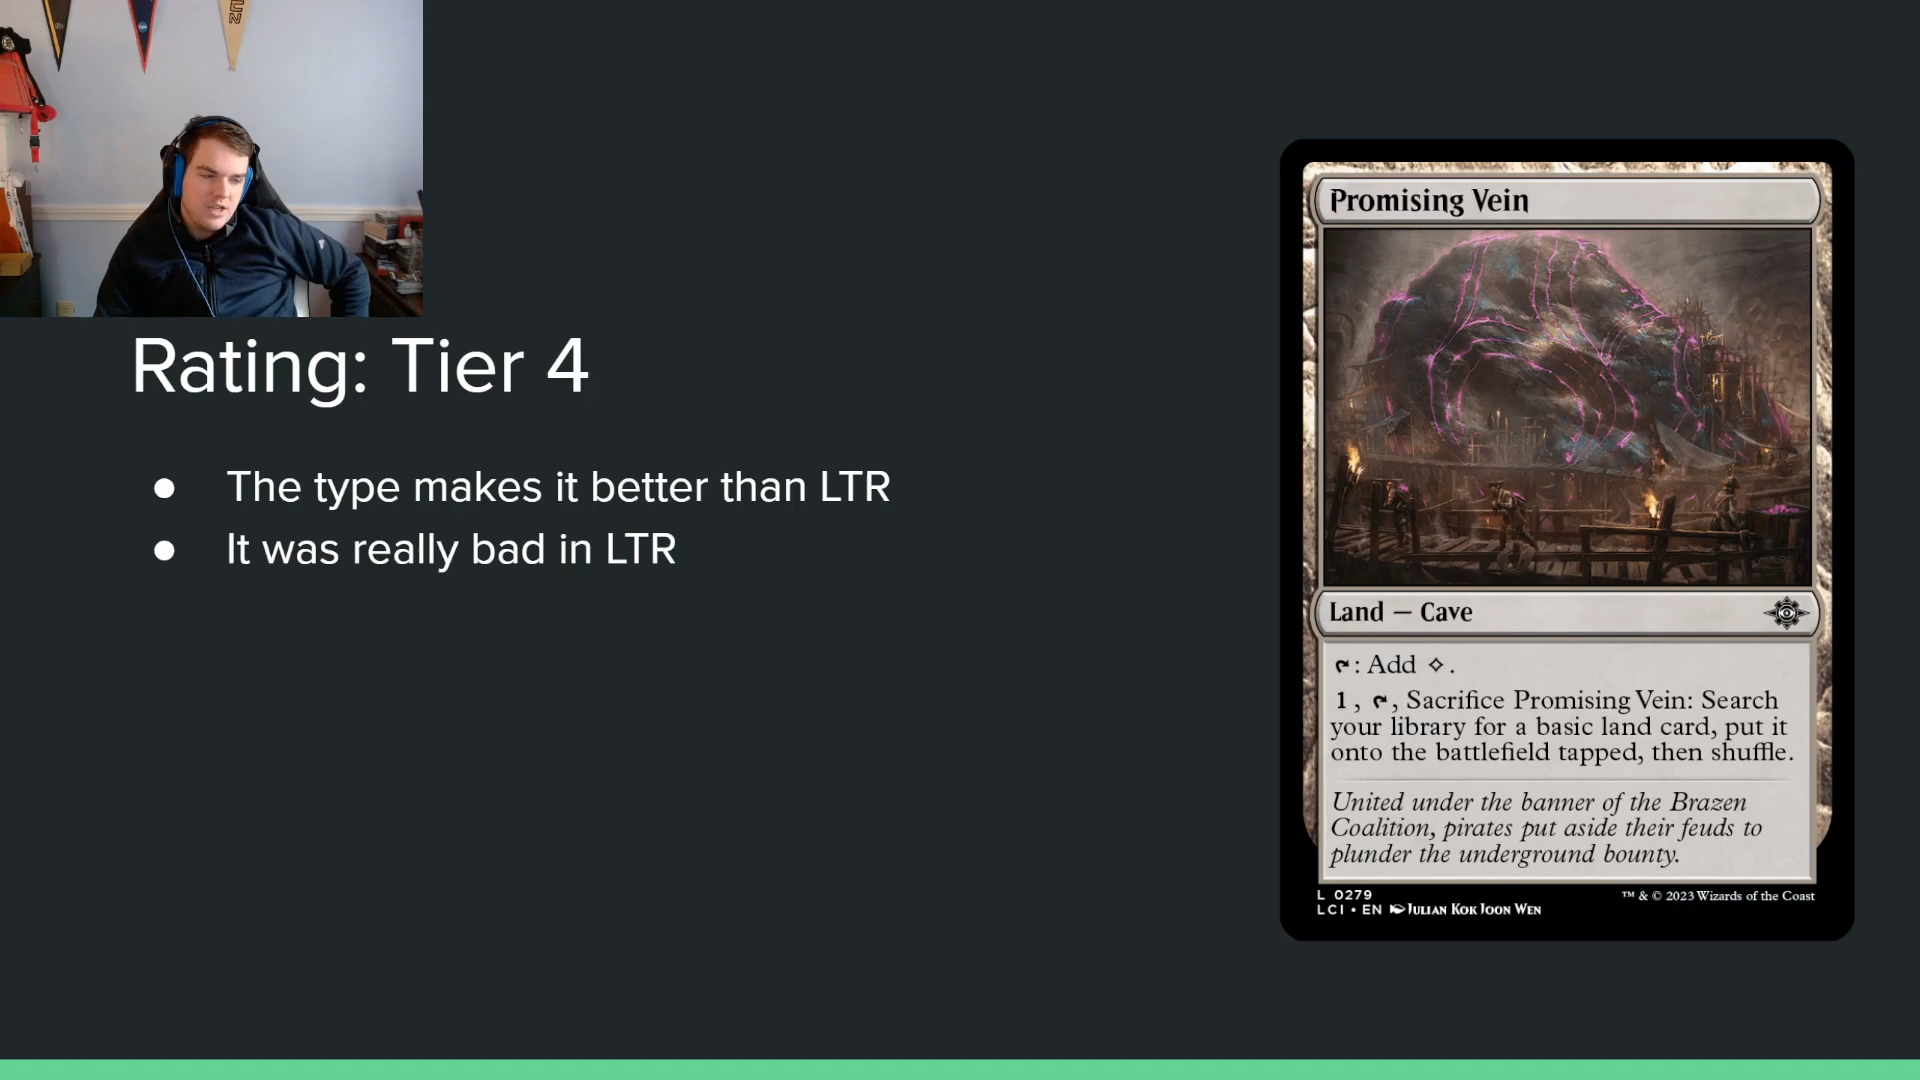 Rating: Tier 4
● The type makes it better than LTR
● It was really bad in LTR
Promising Vein
Land — Cave
: Add .
1 , , Sacrifice Promising Vein: Search
your library for a basic land card, put it
onto the battlefield tapped, then shuffle.
United under the banner of the Brazen
Coalition, pirates put aside their feuds to
plunder the underground bounty.
L 0279
LCI • EN Julian Kok Joon Wen
™ & © 2023 Wizards of the Coast